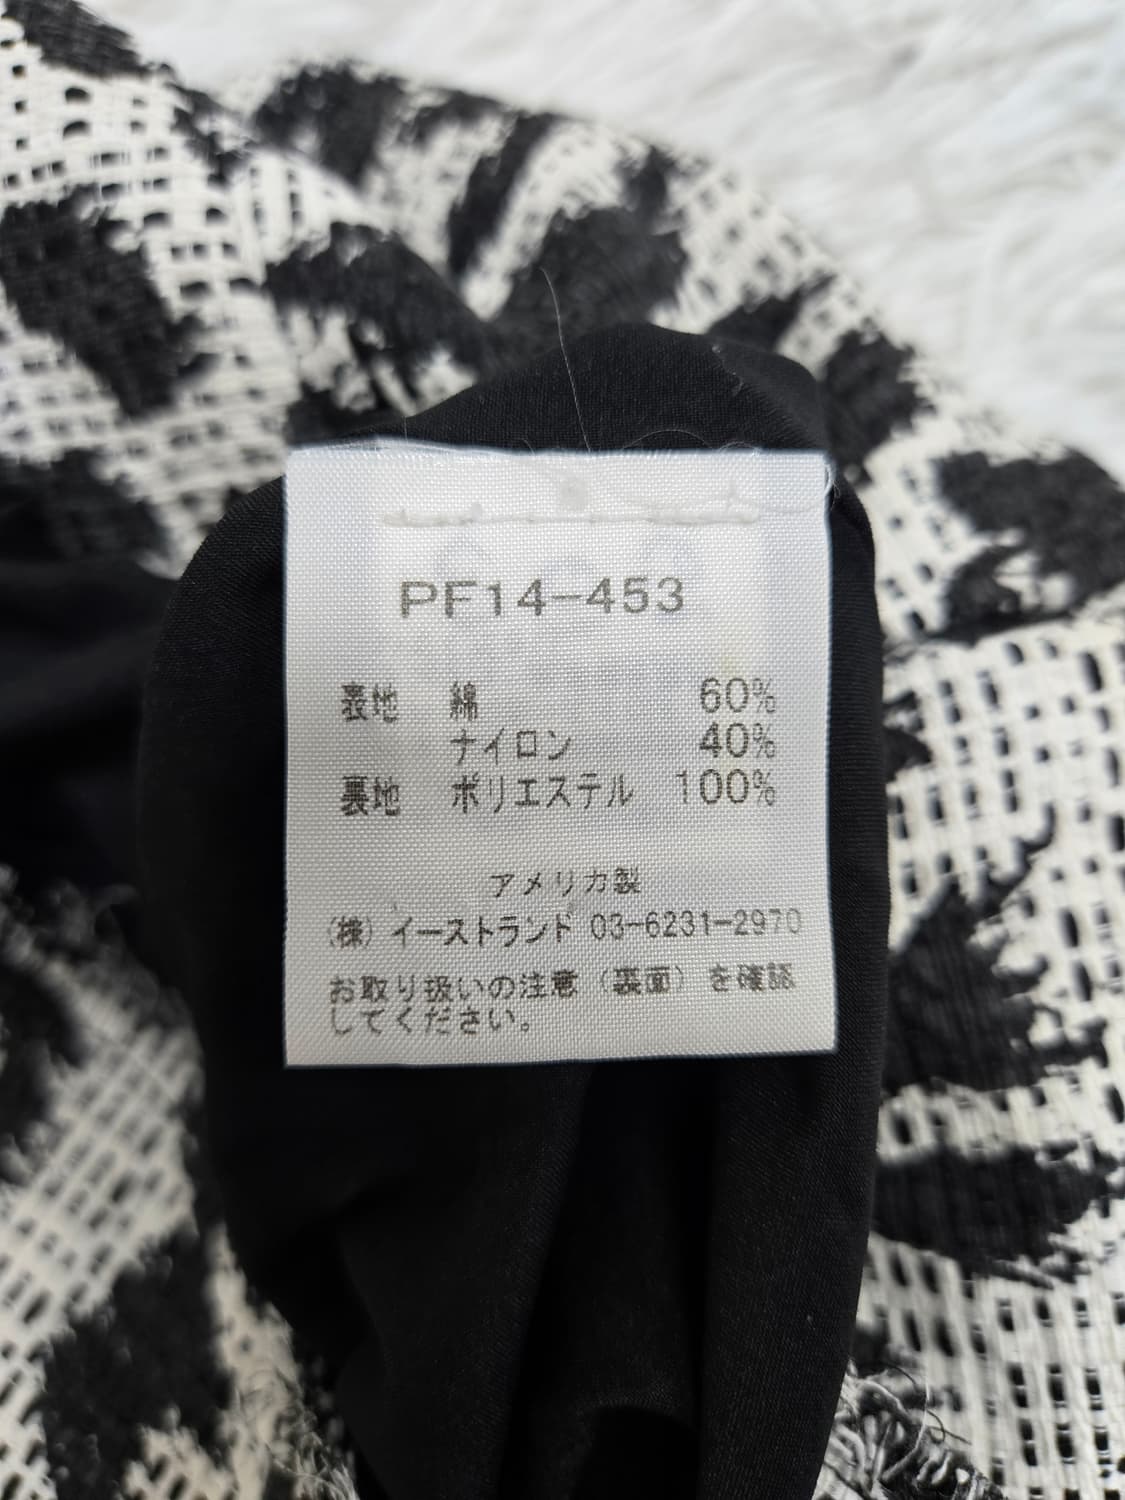 PF14-453
表地 綿 60%
ナイロン 40%
裏地 ポリエステル 100%
アメリカ製
(株) イーストランド 03-6231-2970
お取り扱いの注意 (裏面) を確認
してください。